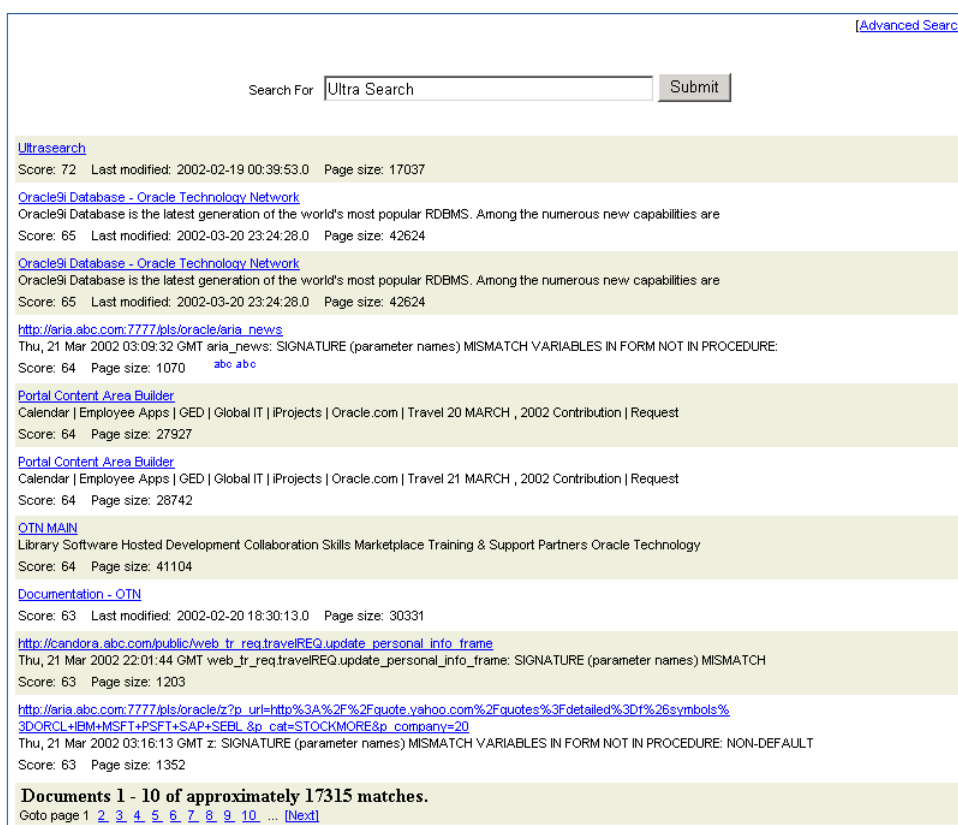 [Advanced Searc
Search For Ultra Search Submit
Ultrasearch
Score: 72 Last modified: 2002-02-19 00:39:53.0 Page size: 17037
Oracle9i Database - Oracle Technology Network
Oracle9i Database is the latest generation of the world's most popular RDBMS. Among the numerous new capabilities are
Score: 65 Last modified: 2002-03-20 23:24:28.0 Page size: 42624
Oracle9i Database - Oracle Technology Network
Oracle9i Database is the latest generation of the world's most popular RDBMS. Among the numerous new capabilities are
Score: 65 Last modified: 2002-03-20 23:24:28.0 Page size: 42624
http://aria.abc.com:7777/pls/oracle/aria_news
Thu, 21 Mar 2002 03:09:32 GMT aria_news: SIGNATURE (parameter names) MISMATCH VARIABLES IN FORM NOT IN PROCEDURE:
Score: 64 Page size: 1070 abc abc
Portal Content Area Builder
Calendar | Employee Apps | GED | Global IT | iProjects | Oracle.com | Travel 20 MARCH , 2002 Contribution | Request
Score: 64 Page size: 27927
Portal Content Area Builder
Calendar | Employee Apps | GED | Global IT | iProjects | Oracle.com | Travel 21 MARCH , 2002 Contribution | Request
Score: 64 Page size: 28742
OTN MAIN
Library Software Hosted Development Collaboration Skills Marketplace Training & Support Partners Oracle Technology
Score: 64 Page size: 41104
Documentation - OTN
Score: 63 Last modified: 2002-02-20 18:30:13.0 Page size: 30331
http://candora.abc.com/public/web_tr_req.travelREQ.update_personal_info_frame
Thu, 21 Mar 2002 22:01:44 GMT web_tr_req.travelREQ.update_personal_info_frame: SIGNATURE (parameter names) MISMATCH
Score: 63 Page size: 1203
http://aria.abc.com:7777/pls/oracle/z?p_url=http%3A%2F%2Fquote.yahoo.com%2Fquotes%3Fdetailed%3Df%26symbols%
3DORCL+IBM+MSFT+PSFT+SAP+SEBL &p_cat=STOCKMORE&p_company=20
Thu, 21 Mar 2002 03:16:13 GMT z: SIGNATURE (parameter names) MISMATCH VARIABLES IN FORM NOT IN PROCEDURE: NON-DEFAULT
Score: 63 Page size: 1352
Documents 1 - 10 of approximately 17315 matches.
Goto page 1 2 3 4 5 6 7 8 9 10 ... [Next]